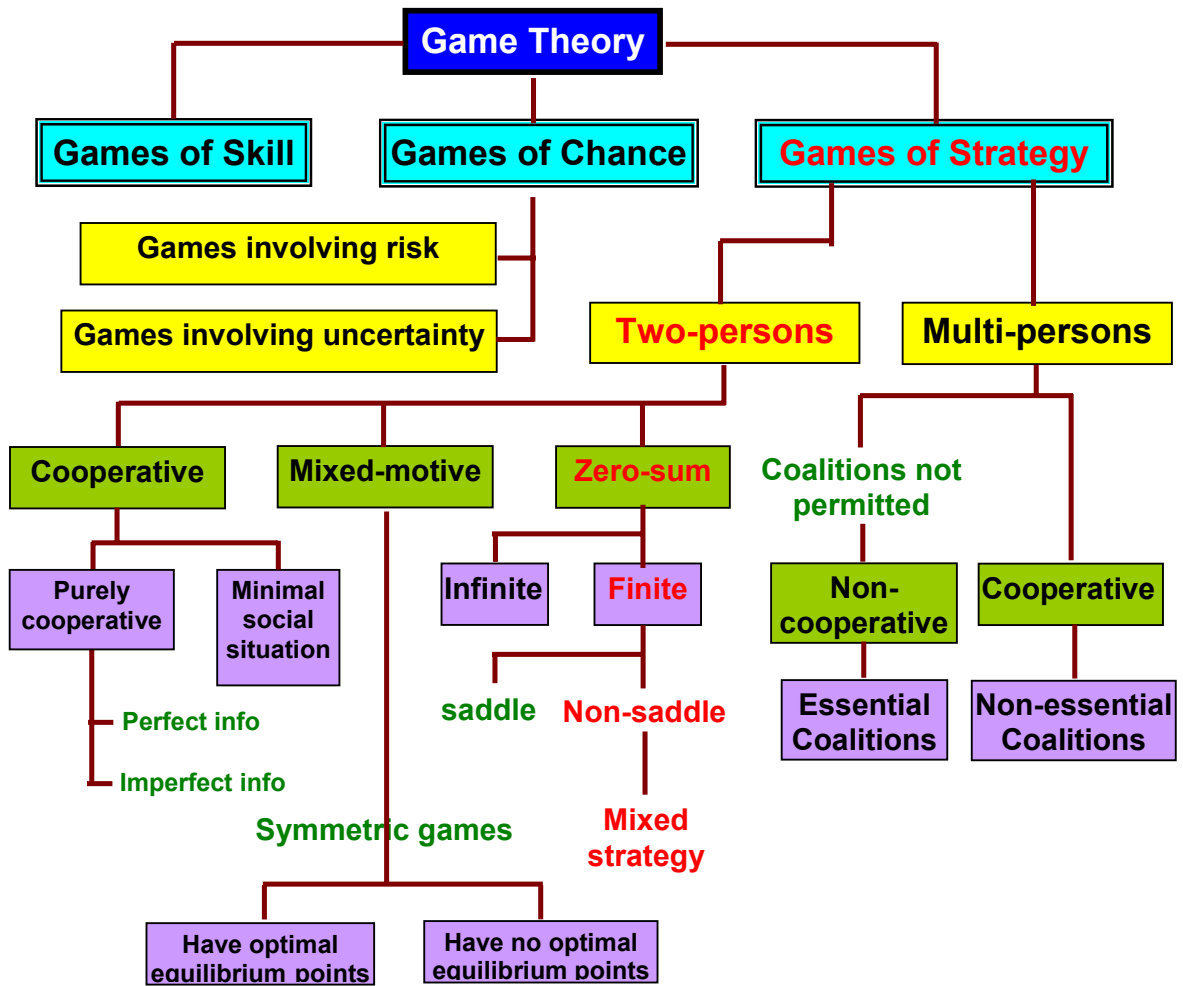 Game Theory
Games of Skill
Games of Chance
Games of Strategy
Games involving risk
Games involving uncertainty
Two-persons
Multi-persons
Cooperative
Mixed-motive
Zero-sum
Coalitions not
permitted
Purely
cooperative
Minimal
social
situation
Infinite
Finite
Non-
cooperative
Cooperative
saddle
Non-saddle
Essential
Coalitions
Non-essential
Coalitions
Perfect info
Imperfect info
Symmetric games
Mixed
strategy
Have optimal
equilibrium points
Have no optimal
equilibrium points